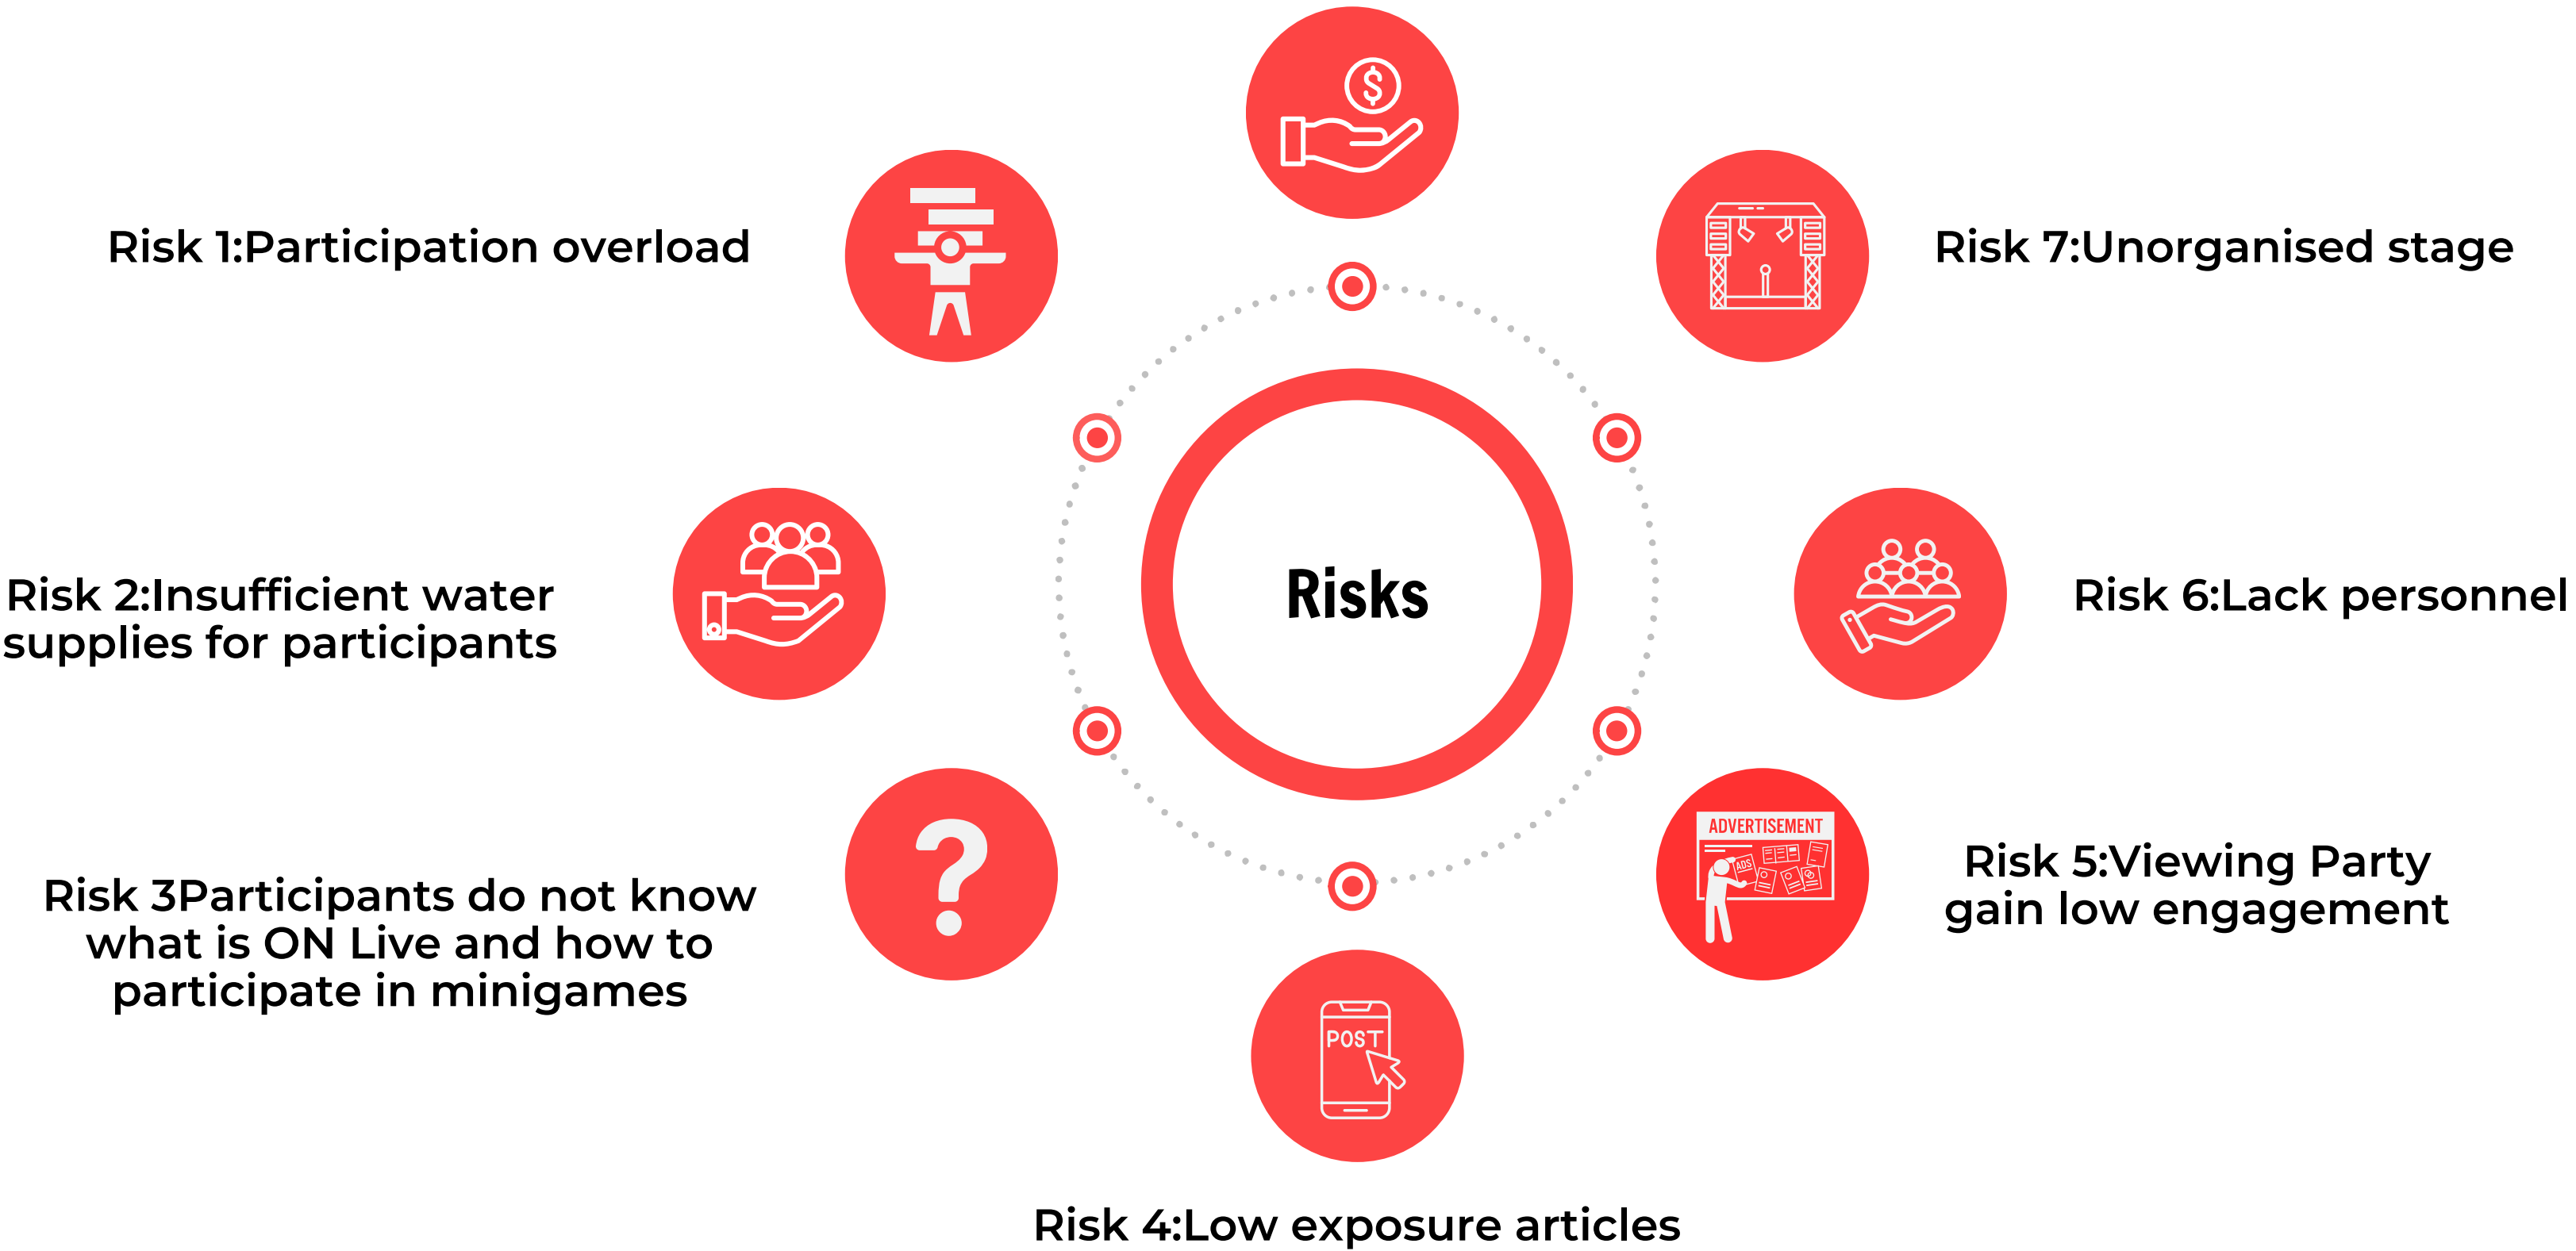 Risk 1:Participation overload
Risk 2:Insufficient water
supplies for participants
Risk 3Participants do not know
what is ON Live and how to
participate in minigames
Risk 4:Low exposure articles
Risk 5:Viewing Party
gain low engagement
Risk 6:Lack personnel
Risk 7:Unorganised stage
Risks
$
ADVERTISEMENT
ADS
POST
?